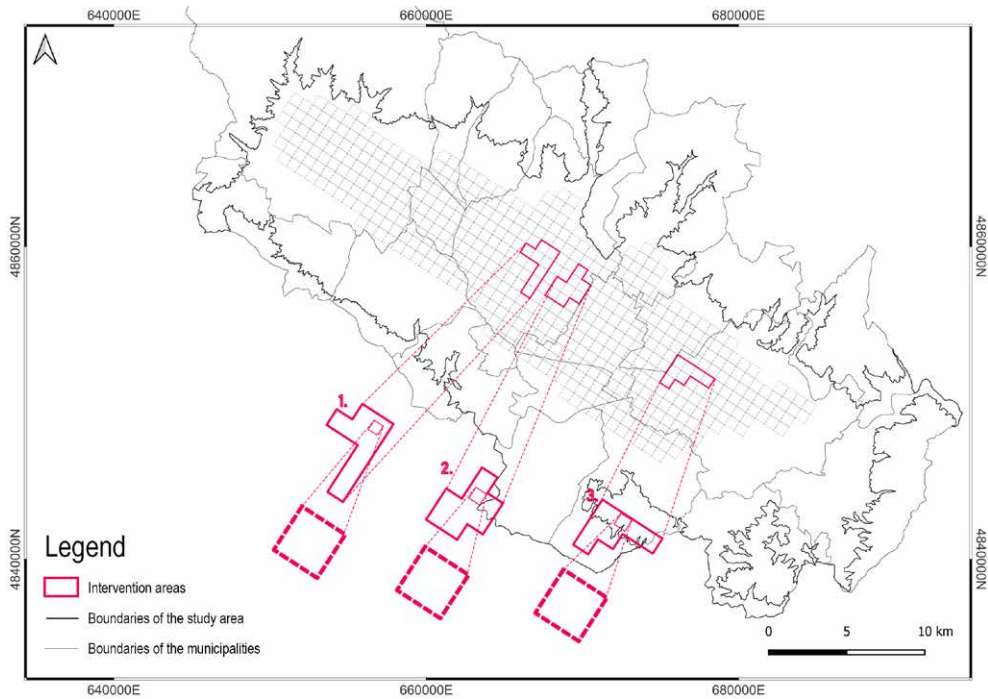 640000E 660000E 680000E
4860000N 4860000N
1.
2.
3.
4840000N 4840000N
Legend
Intervention areas
Boundaries of the study area
Boundaries of the municipalities
0 5 10 km
640000E 660000E 680000E